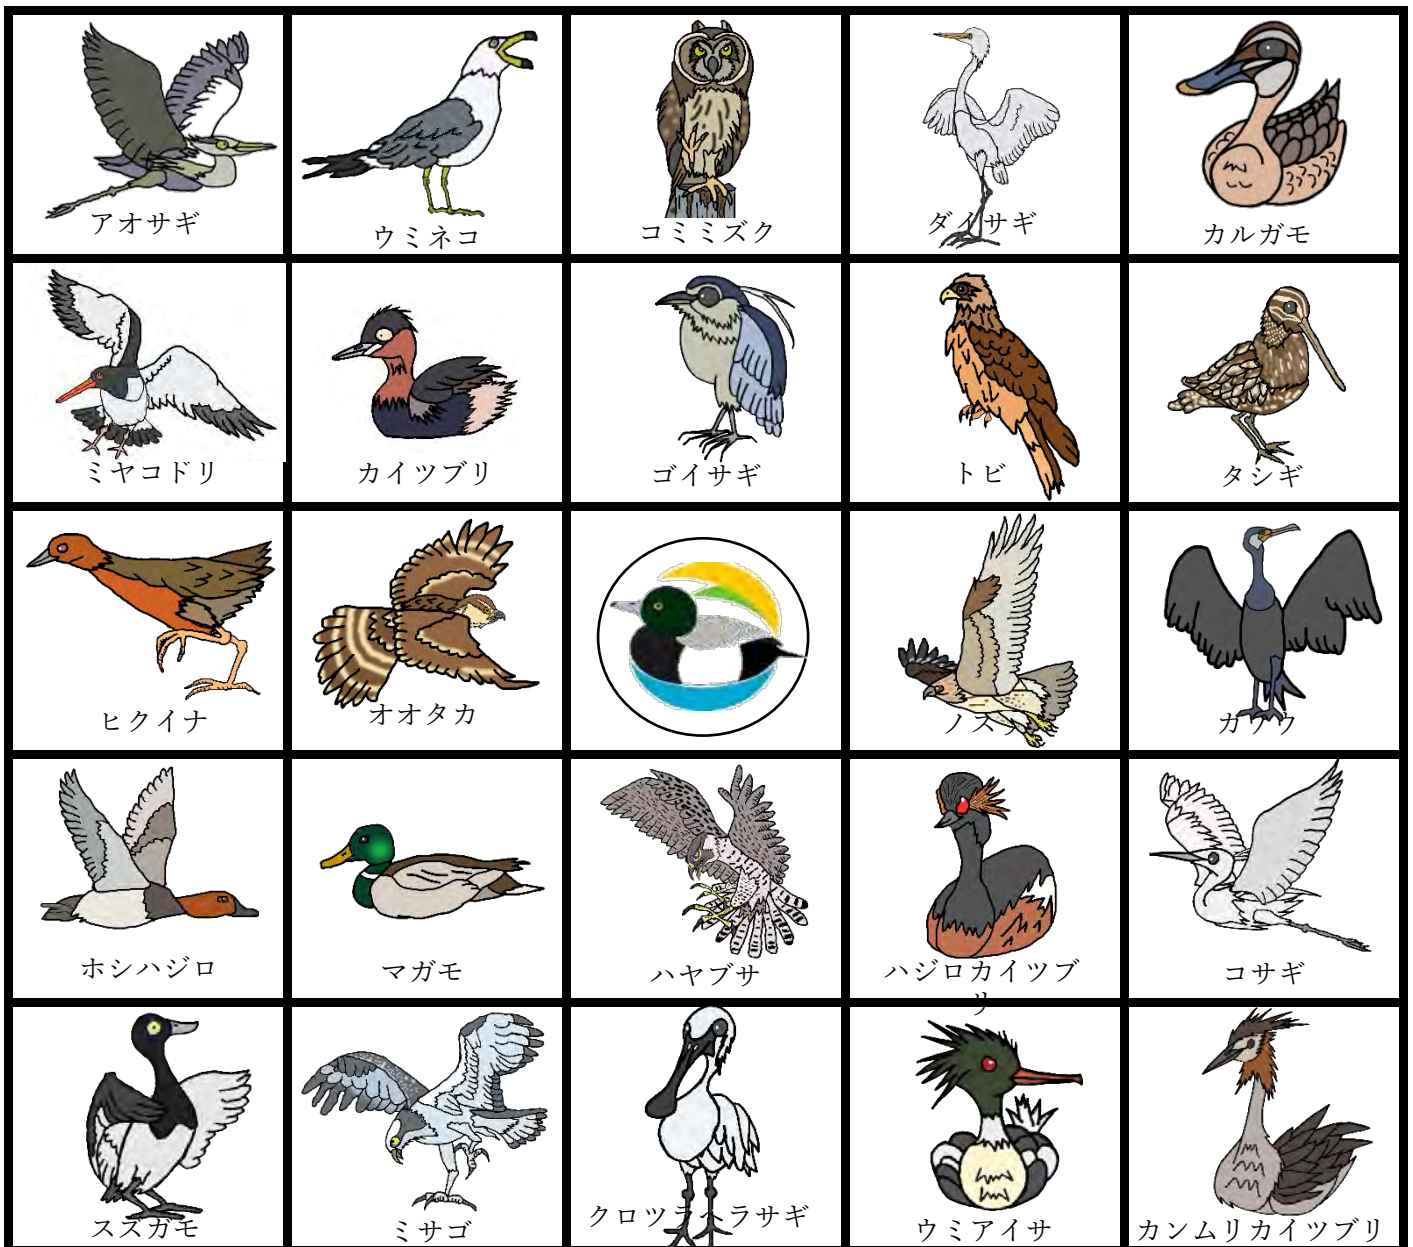 アオサギ
ウミネコ
コミミズク
ダイサギ
カルガモ
ミヤコドリ
カイツブリ
ゴイサギ
トビ
タシギ
ヒクイナ
オオタカ
ノスリ
カワウ
ホシハジロ
マガモ
ハヤブサ
ハジロカイツブ
リ
コサギ
スズガモ
ミサゴ
クロツラヘラサギ
ウミアイサ
カンムリカイツブリ